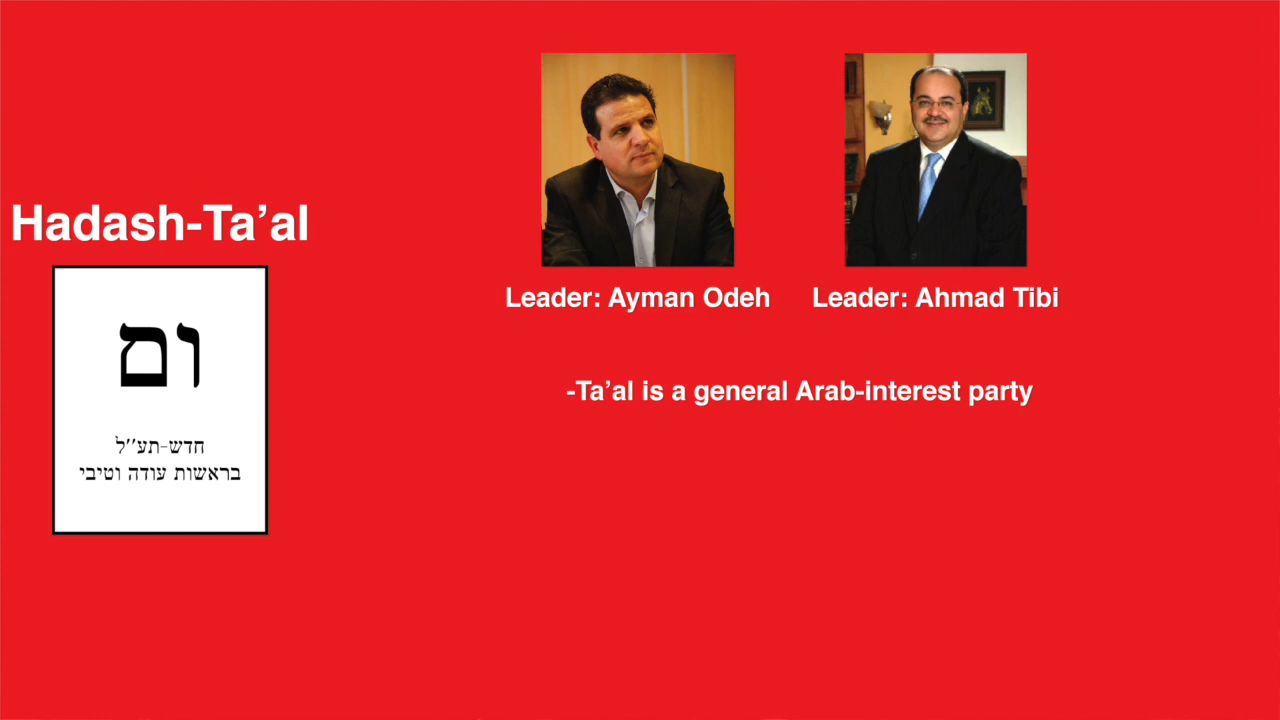 Hadash-Ta’al
ום
חדש-תע’’ל
בראשות עודה וטיבי
Leader: Ayman Odeh
Leader: Ahmad Tibi
-Ta’al is a general Arab-interest party